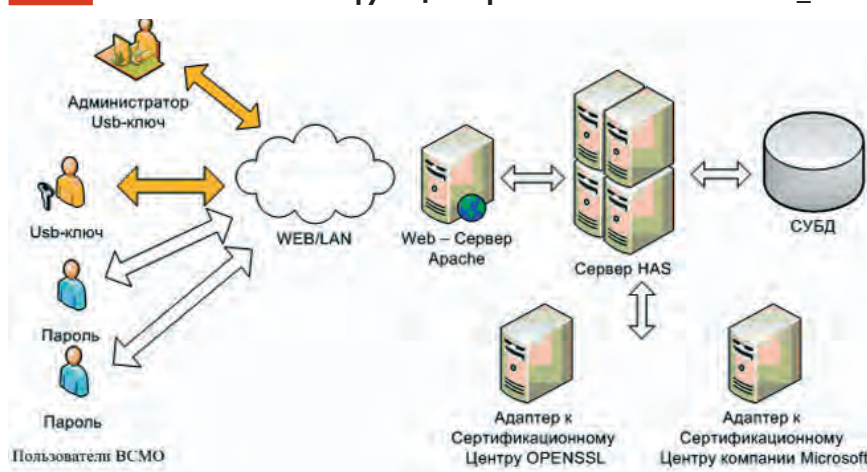 Администратор
Usb-ключ
Usb-ключ
WEB/LAN
Web – Сервер
Apache
Сервер HAS
СУБД
Пароль
Пароль
Адаптер к
Сертификационному
Центру OPENSSL
Адаптер к
Сертификационному
Центру компании Microsoft
Пользователи ВСМО